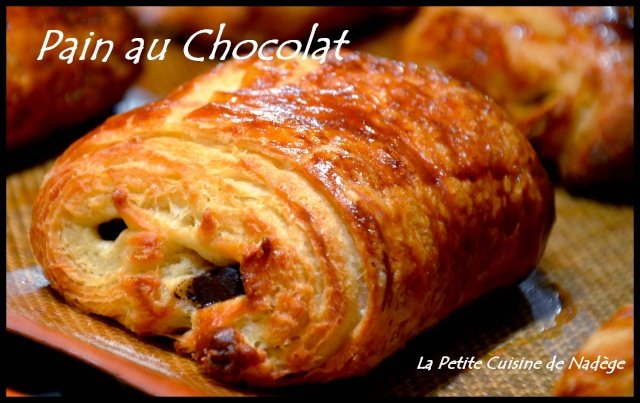 Pain au Chocolat
La Petite Cuisine de Nadège